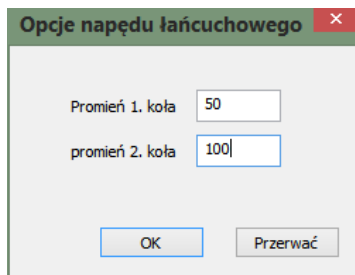 Opcje napędu łańcuchowego
Promień 1. koła 50
promień 2. koła 100
OK Przerwać